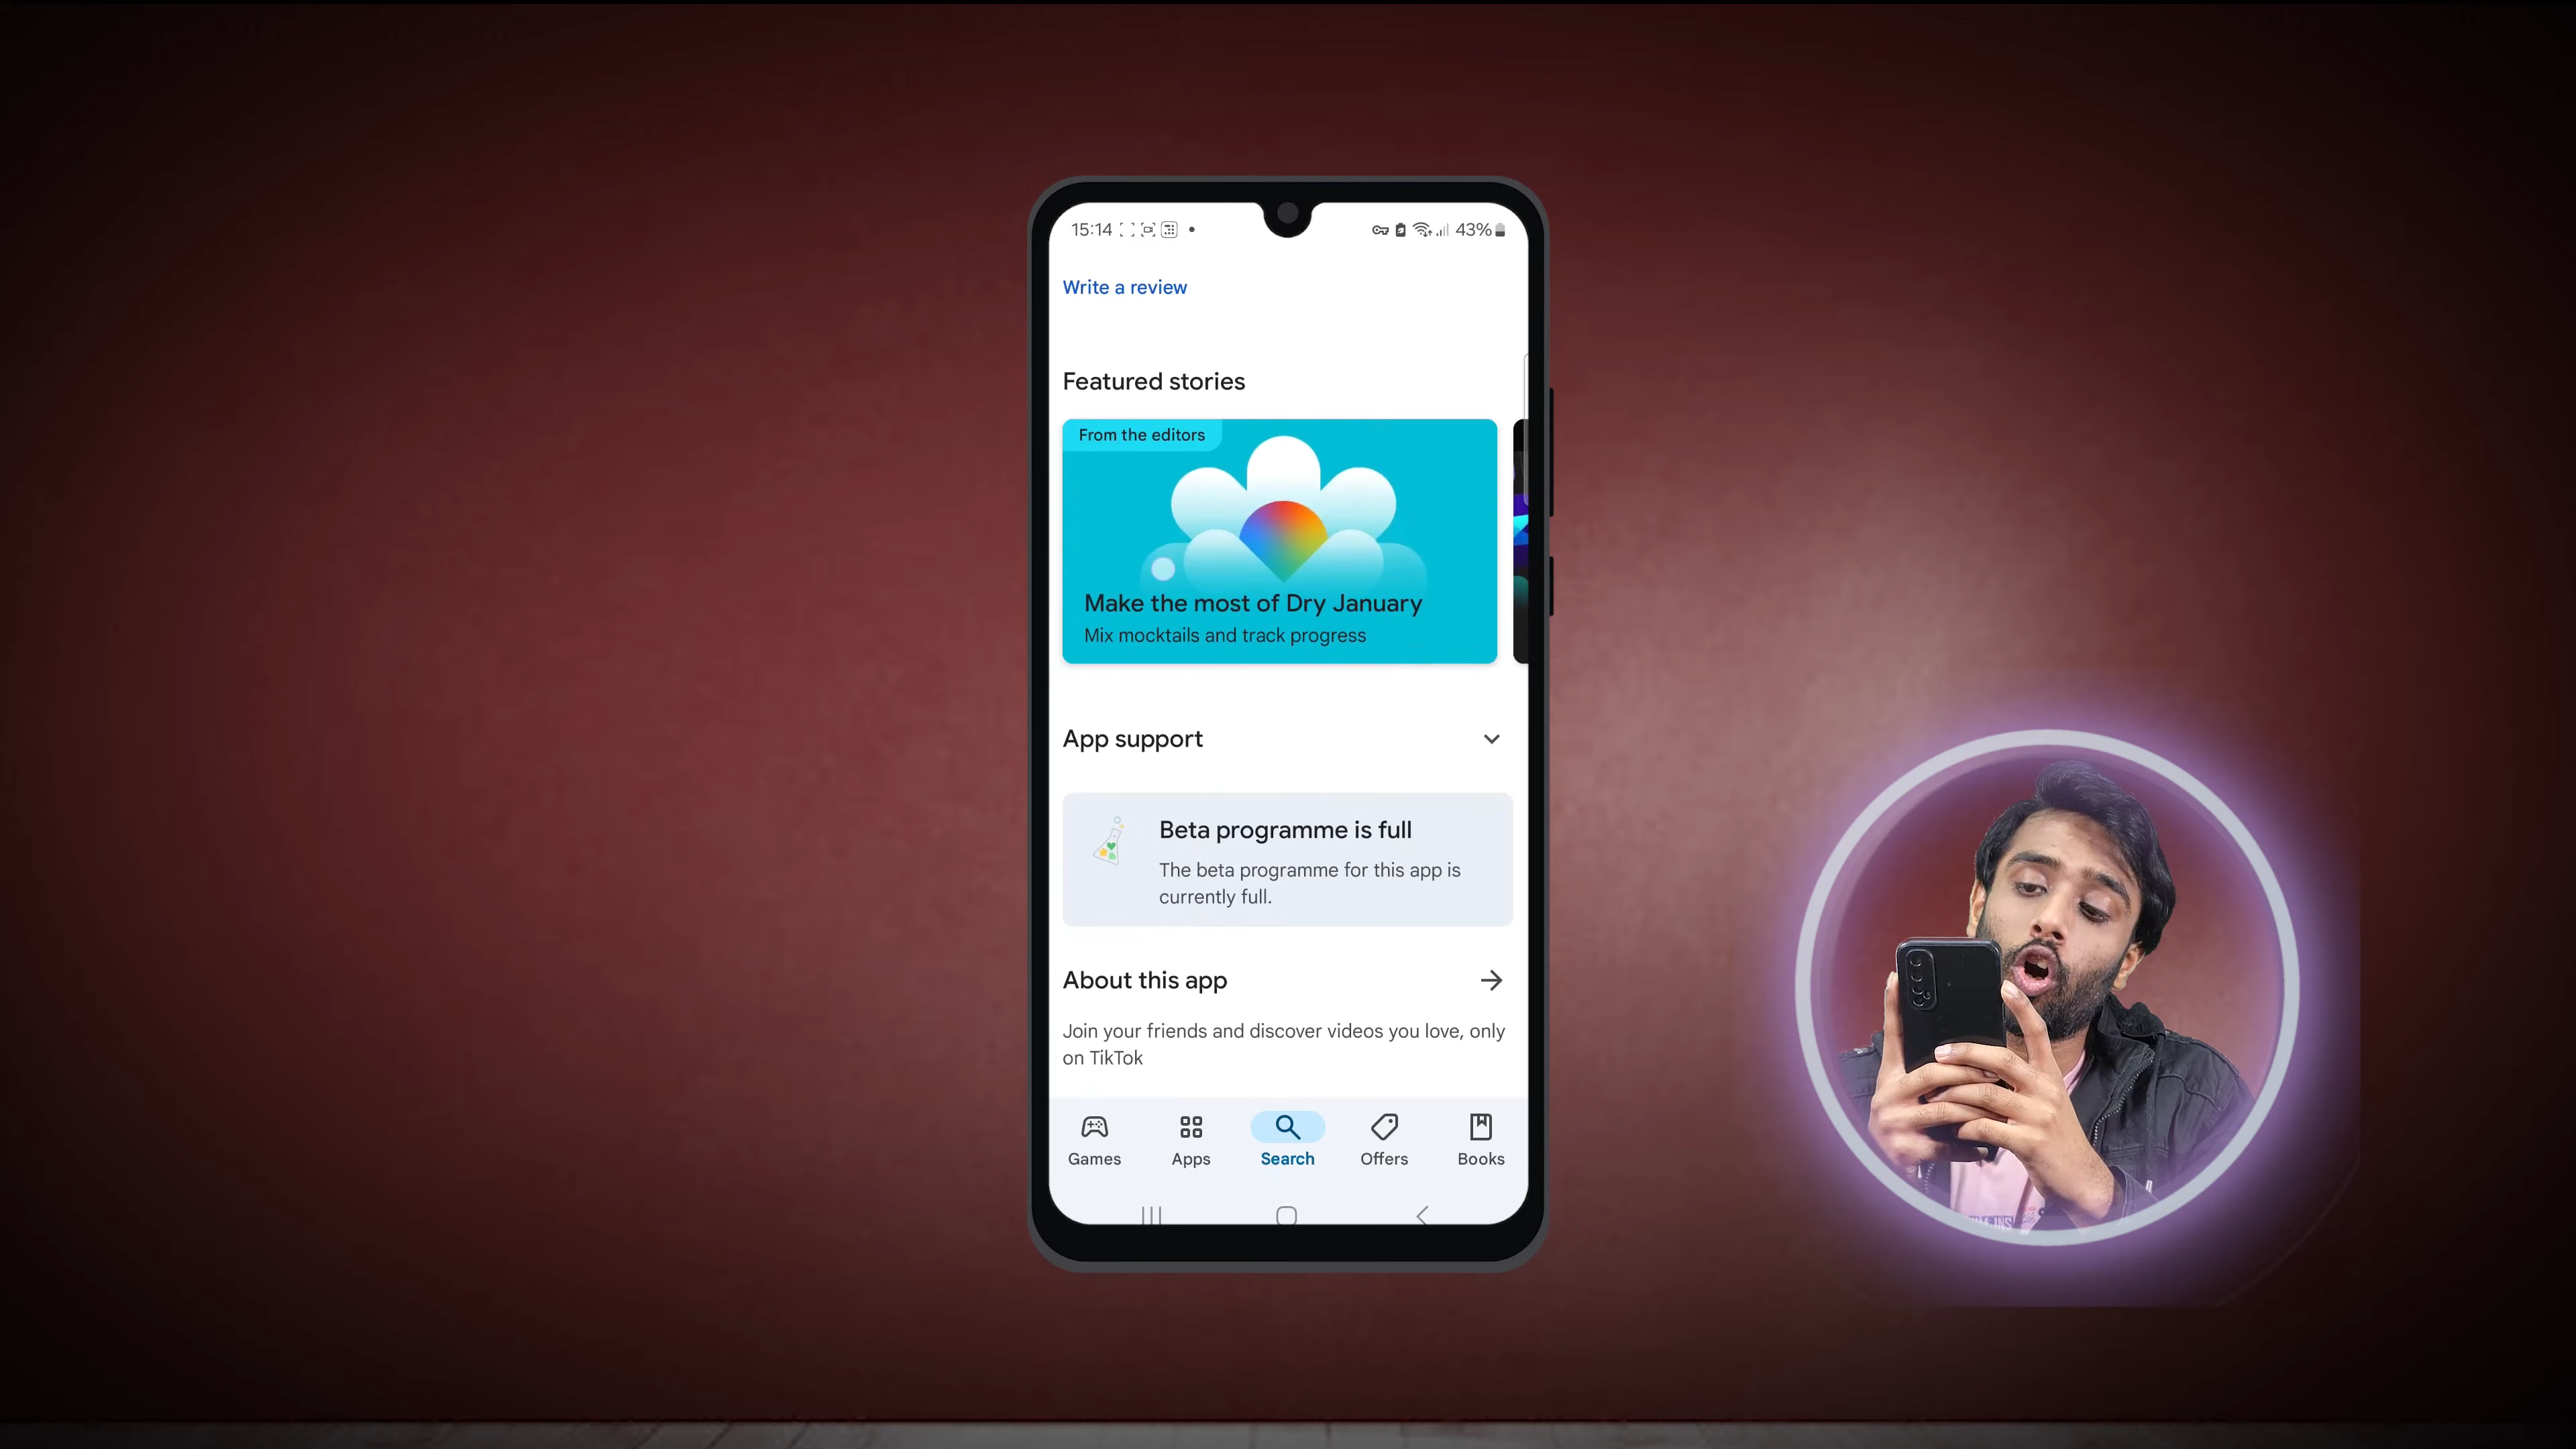 15:14
43%
Write a review
Featured stories
From the editors
Make the most of Dry January
Mix mocktails and track progress
App support
Beta programme is full
The beta programme for this app is
currently full.
About this app
Join your friends and discover videos you love, only
on TikTok
Games
Apps
Search
Offers
Books